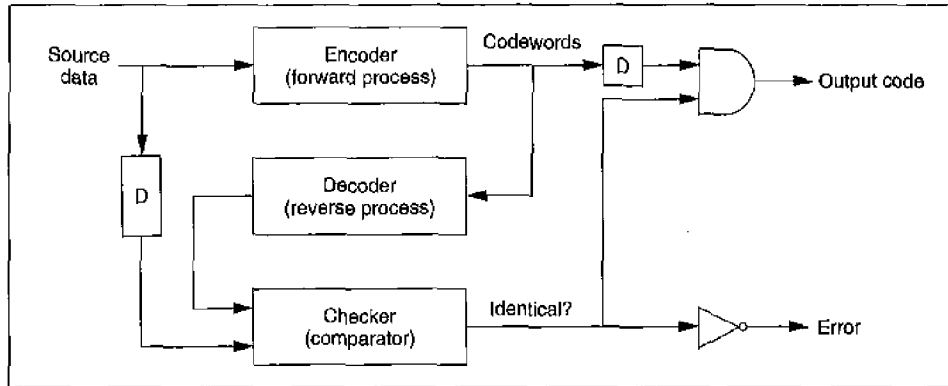 Source
data
Encoder
(forward process)
Codewords
D
Output code
D
Decoder
(reverse process)
Checker
(comparator)
Identical?
Error